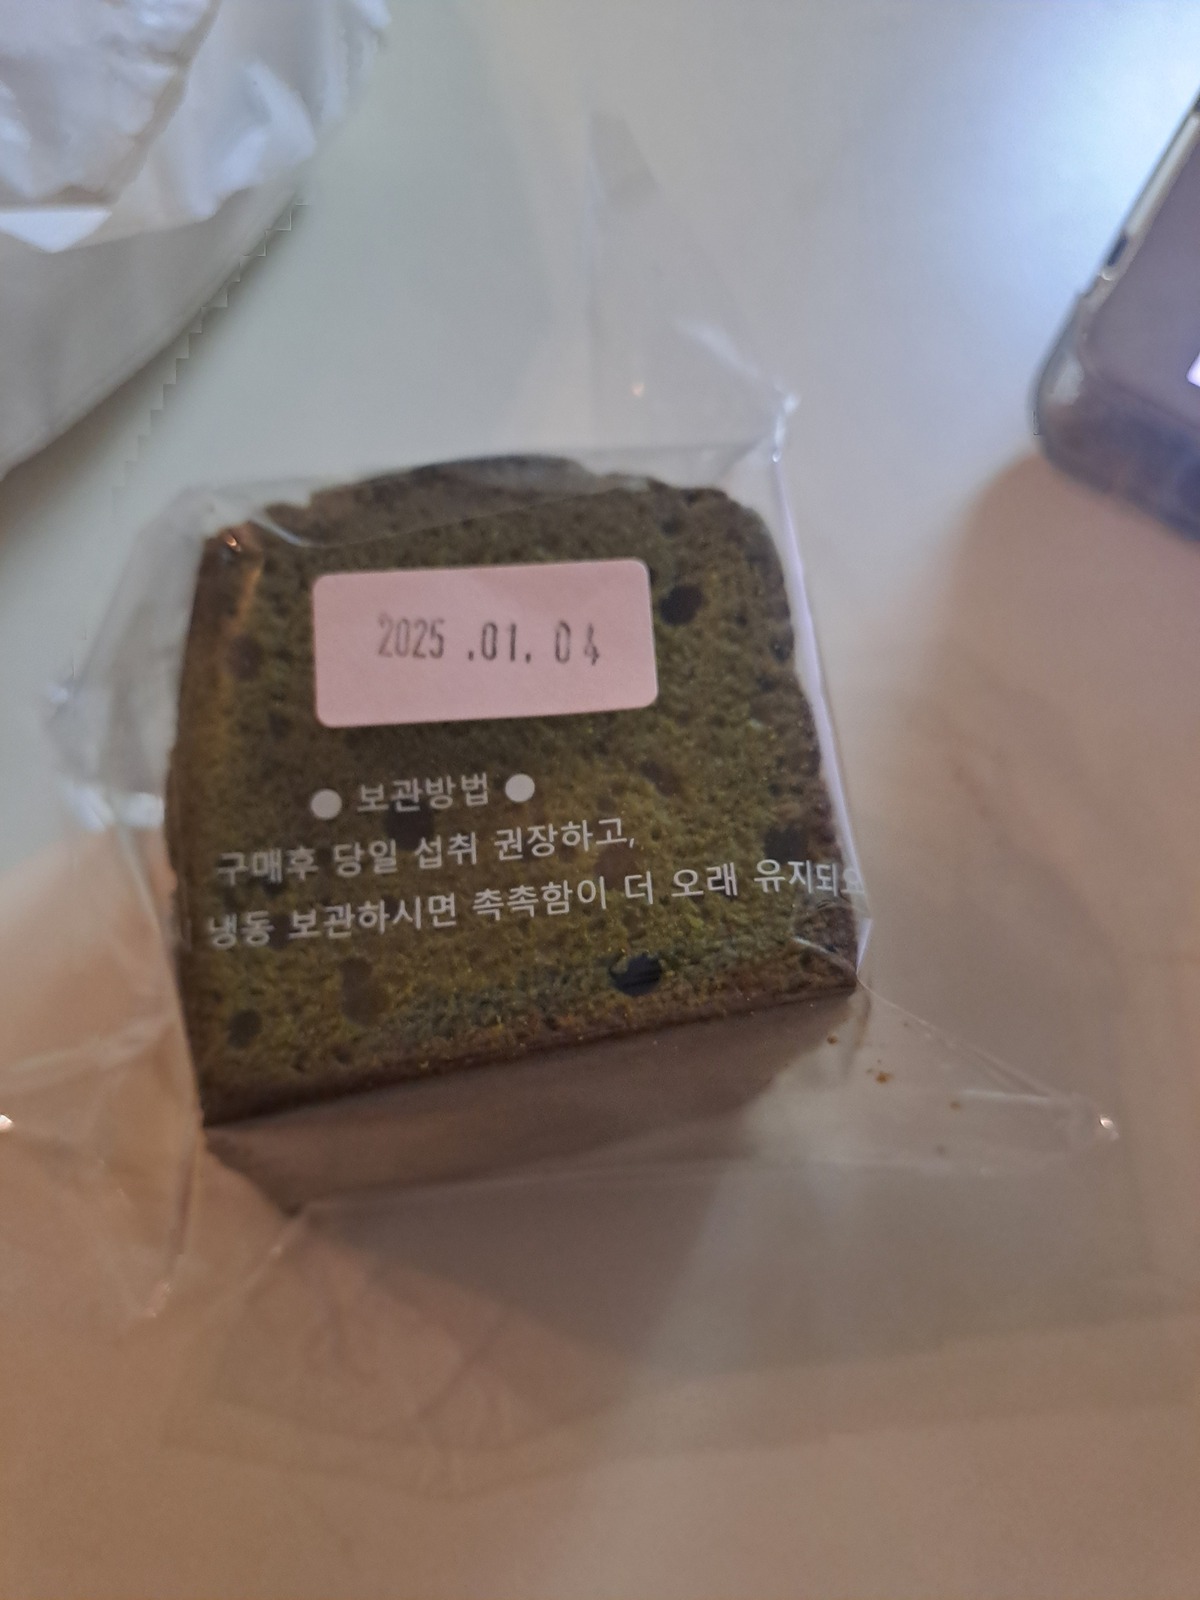 2025 .01. 04
● 보관방법 ●
구매후 당일 섭취 권장하고,
냉동 보관하시면 촉촉함이 더 오래 유지되요